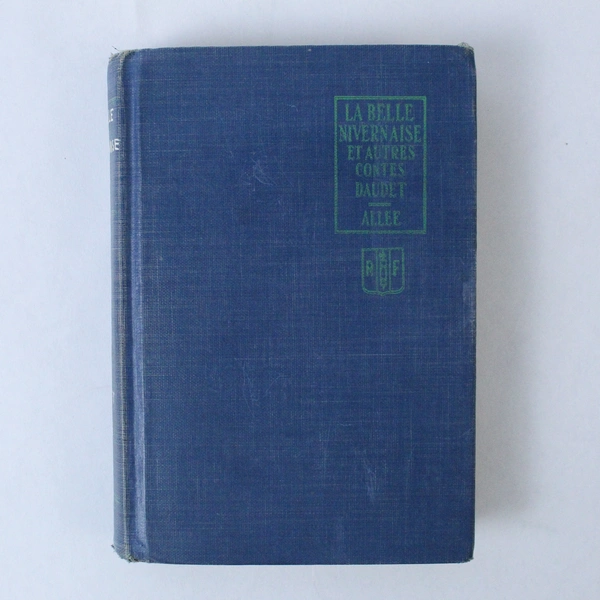 LA BELLE
NIVERNAISE
ET AUTRES
CONTES
DAUDET
ALLEE
R F